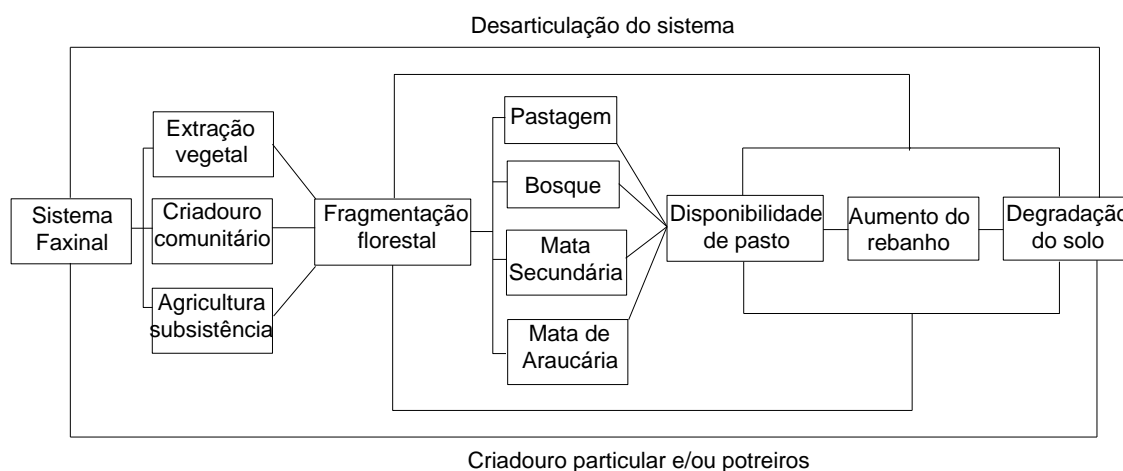 Desarticulação do sistema
Sistema
Faxinal
Extração
vegetal
Criadouro
comunitário
Agricultura
subsistência
Fragmentação
florestal
Pastagem
Bosque
Mata
Secundária
Mata de
Araucária
Disponibilidade
de pasto
Aumento do
rebanho
Degradação
do solo
Criadouro particular e/ou potreiros